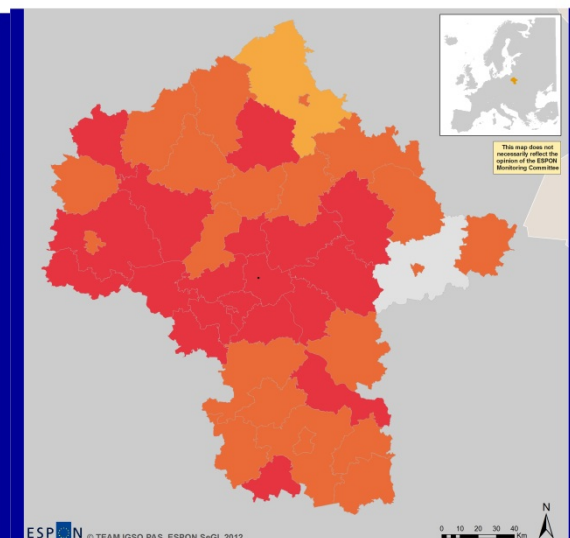 This map does not
necessarily reflect the
opinion of the ESPON
Monitoring Committee
N
0 10 20 30 40
Km
ESPON © TEAM IGSO PAS, ESPON SeGI, 2012